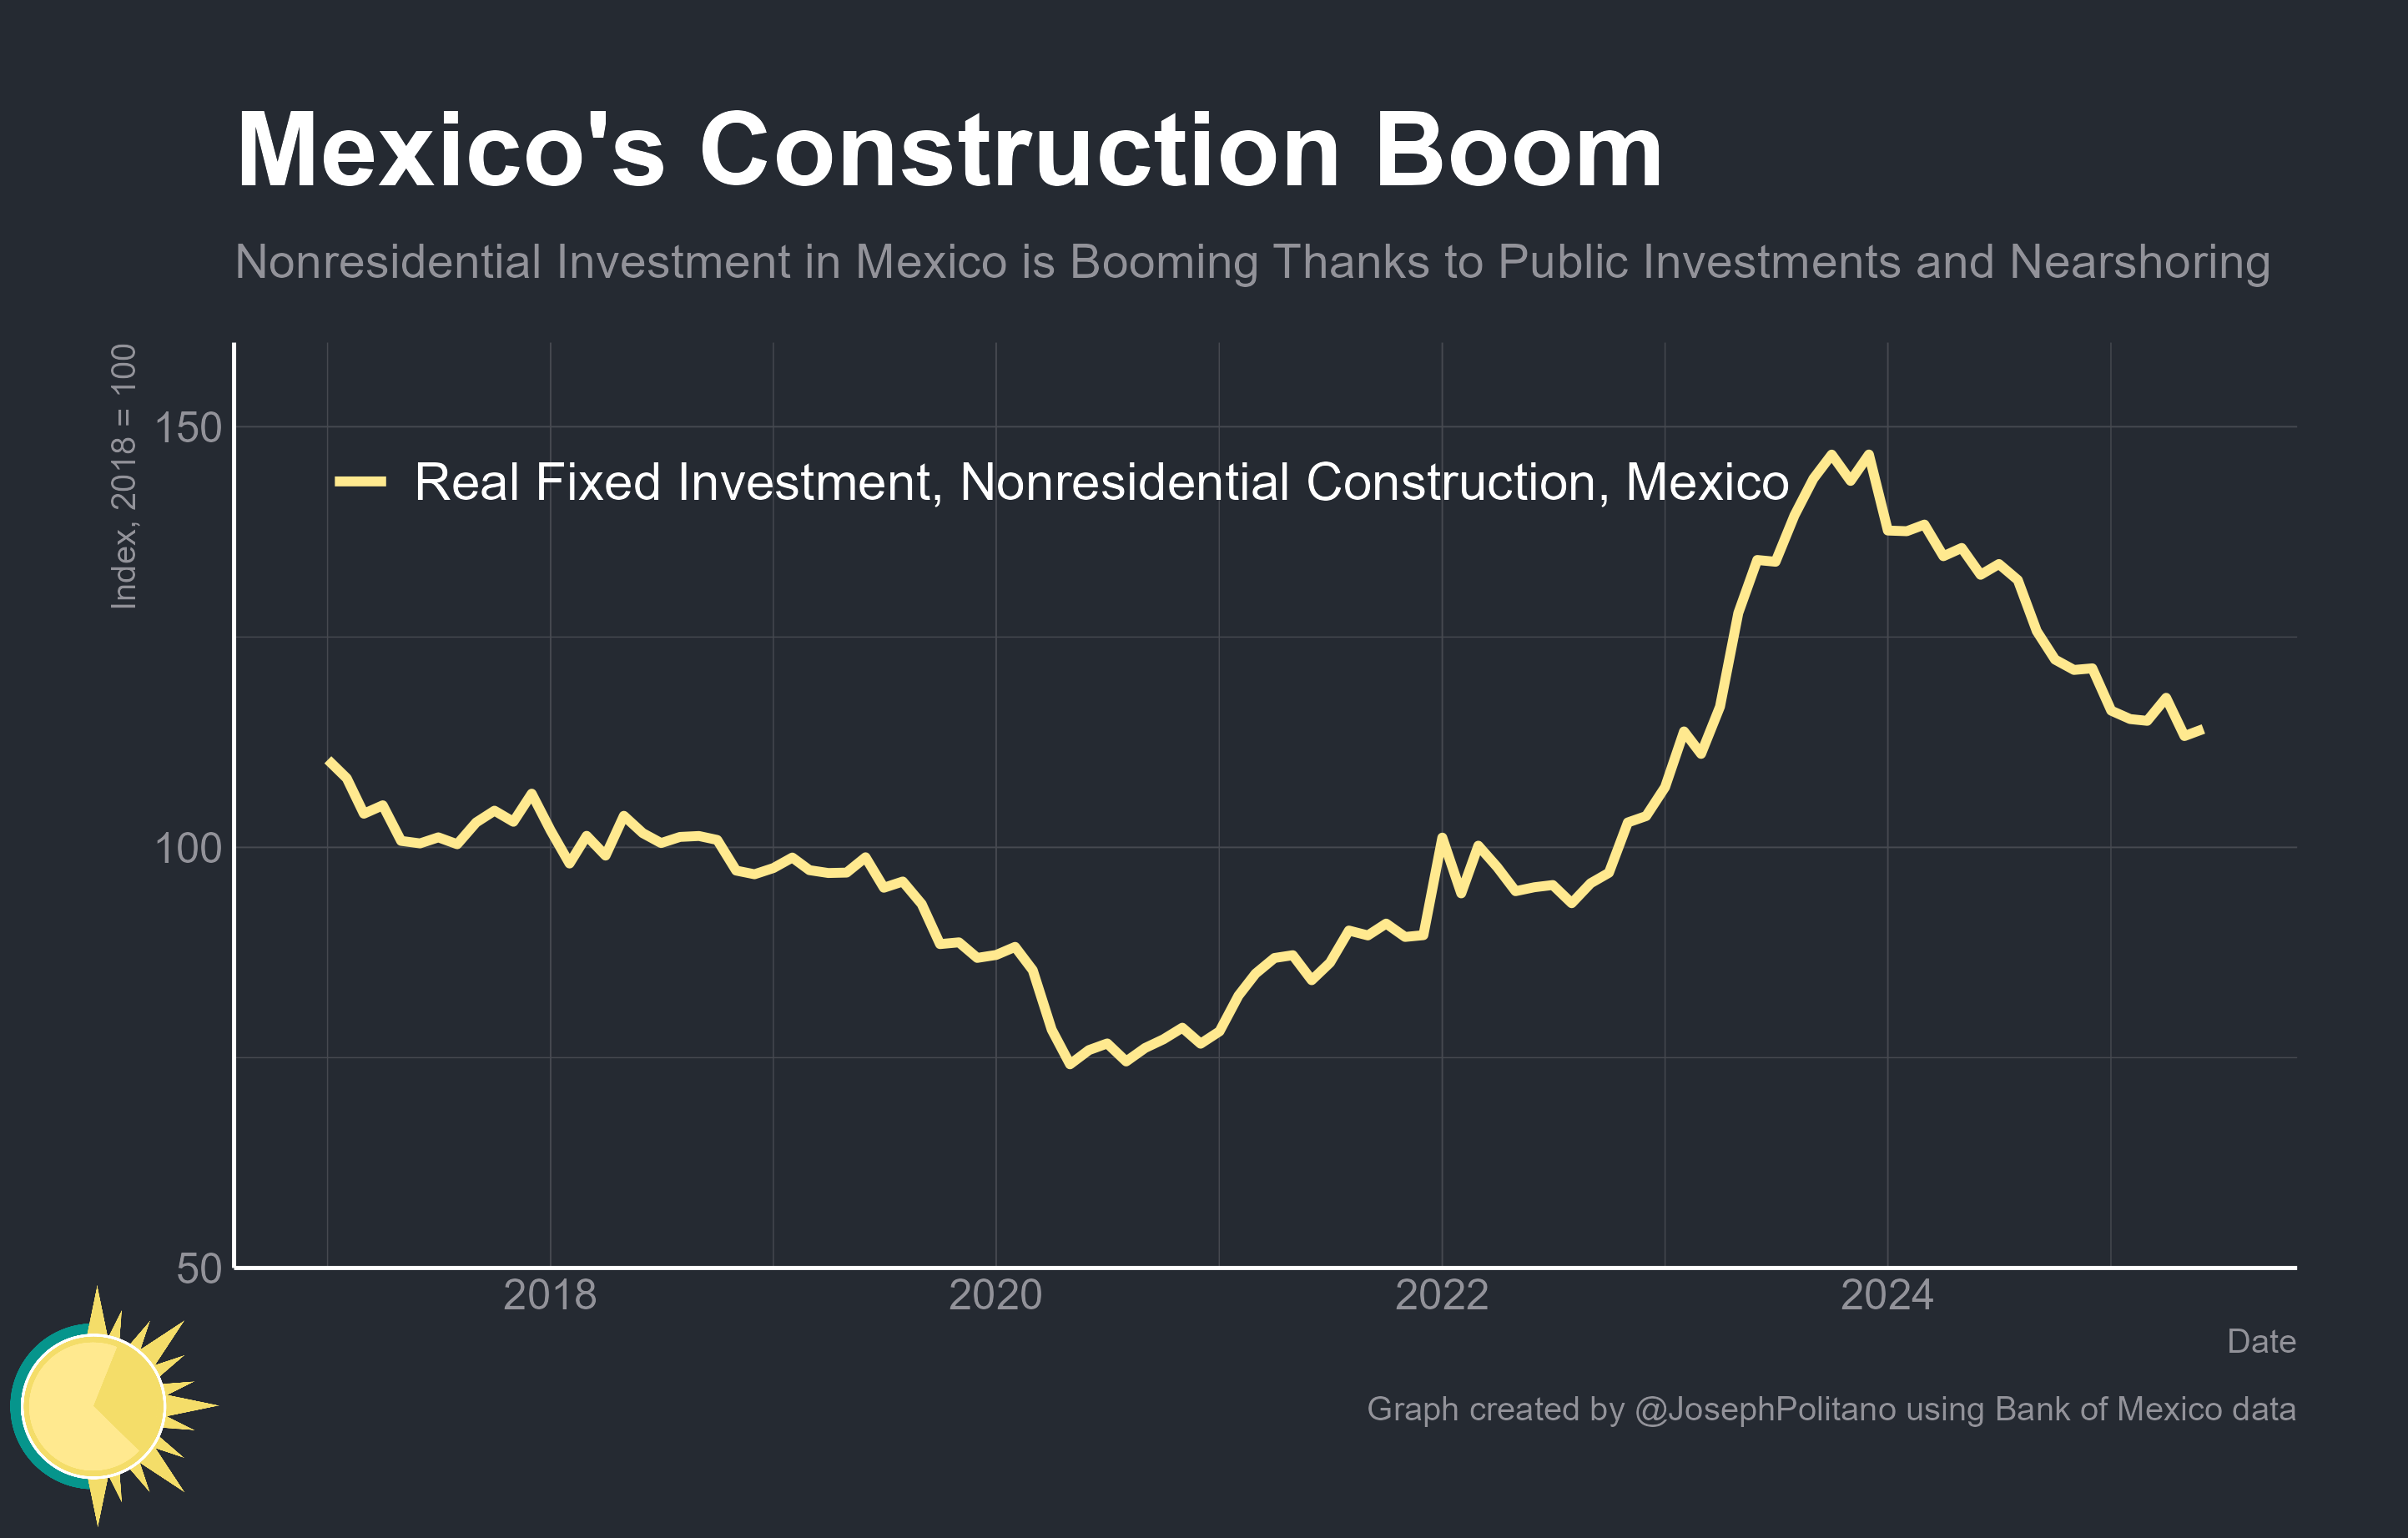 Mexico's Construction Boom
Nonresidential Investment in Mexico is Booming Thanks to Public Investments and Nearshoring
Index, 2018 = 100
150
Real Fixed Investment, Nonresidential Construction, Mexico
100
50
2018 2020 2022 2024
Date
Graph created by @JosephPolitano using Bank of Mexico data